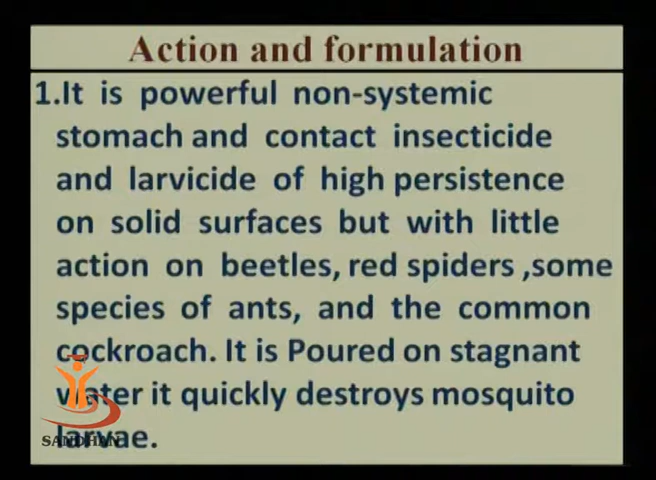 Action and formulation
1.It is powerful non-systemic
stomach and contact insecticide
and larvicide of high persistence
on solid surfaces but with little
action on beetles, red spiders ,some
species of ants, and the common
cockroach. It is Poured on stagnant
water it quickly destroys mosquito
larvae.
SANDHAN